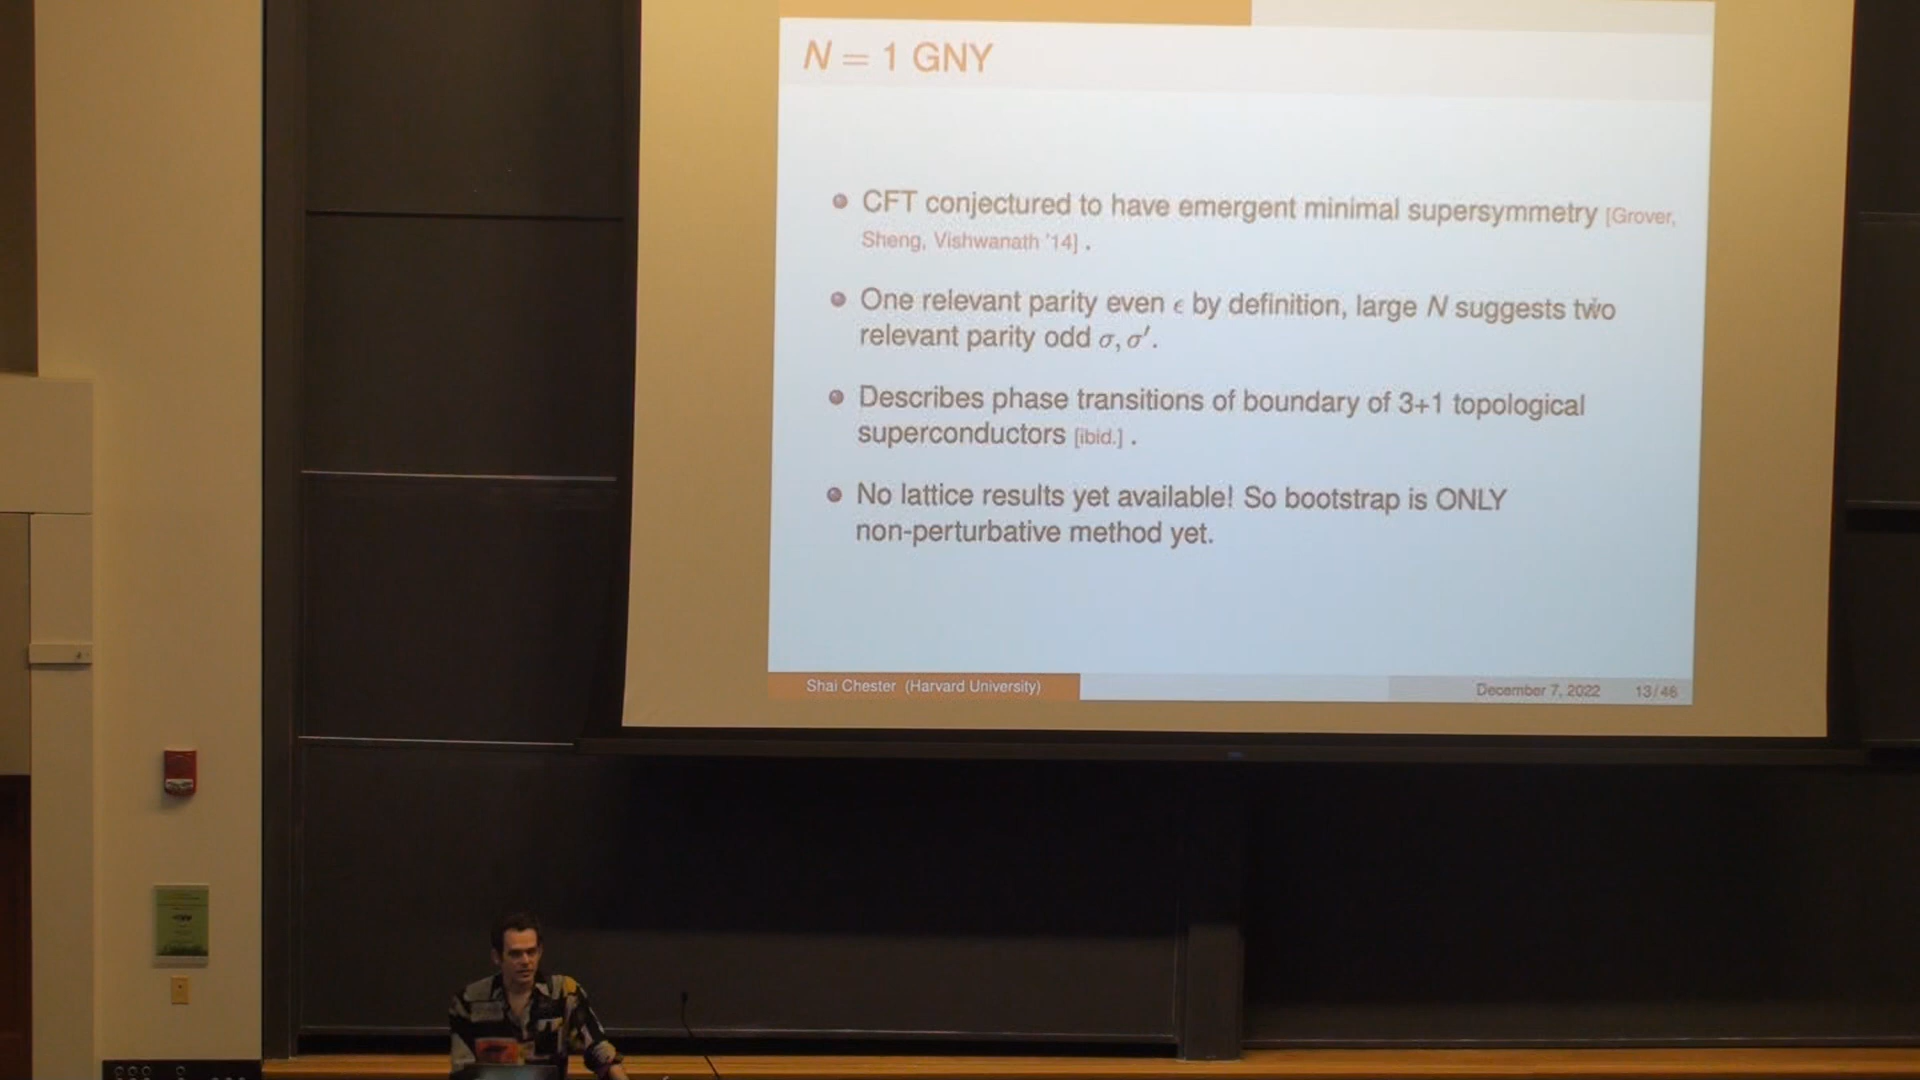 N = 1 GNY
CFT conjectured to have emergent minimal supersymmetry [Grover,
Sheng, Vishwanath '14] .
One relevant parity even ϵ by definition, large N suggests two
relevant parity odd σ, σ′.
Describes phase transitions of boundary of 3+1 topological
superconductors [ibid.] .
No lattice results yet available! So bootstrap is ONLY
non-perturbative method yet.
Shai Chester (Harvard University)
December 7, 2022
13/46